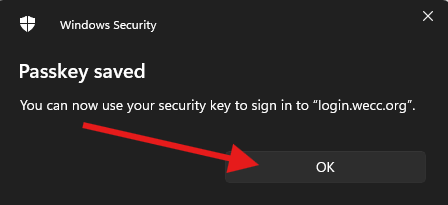 Windows Security
Passkey saved
You can now use your security key to sign in to “login.wecc.org”.
OK